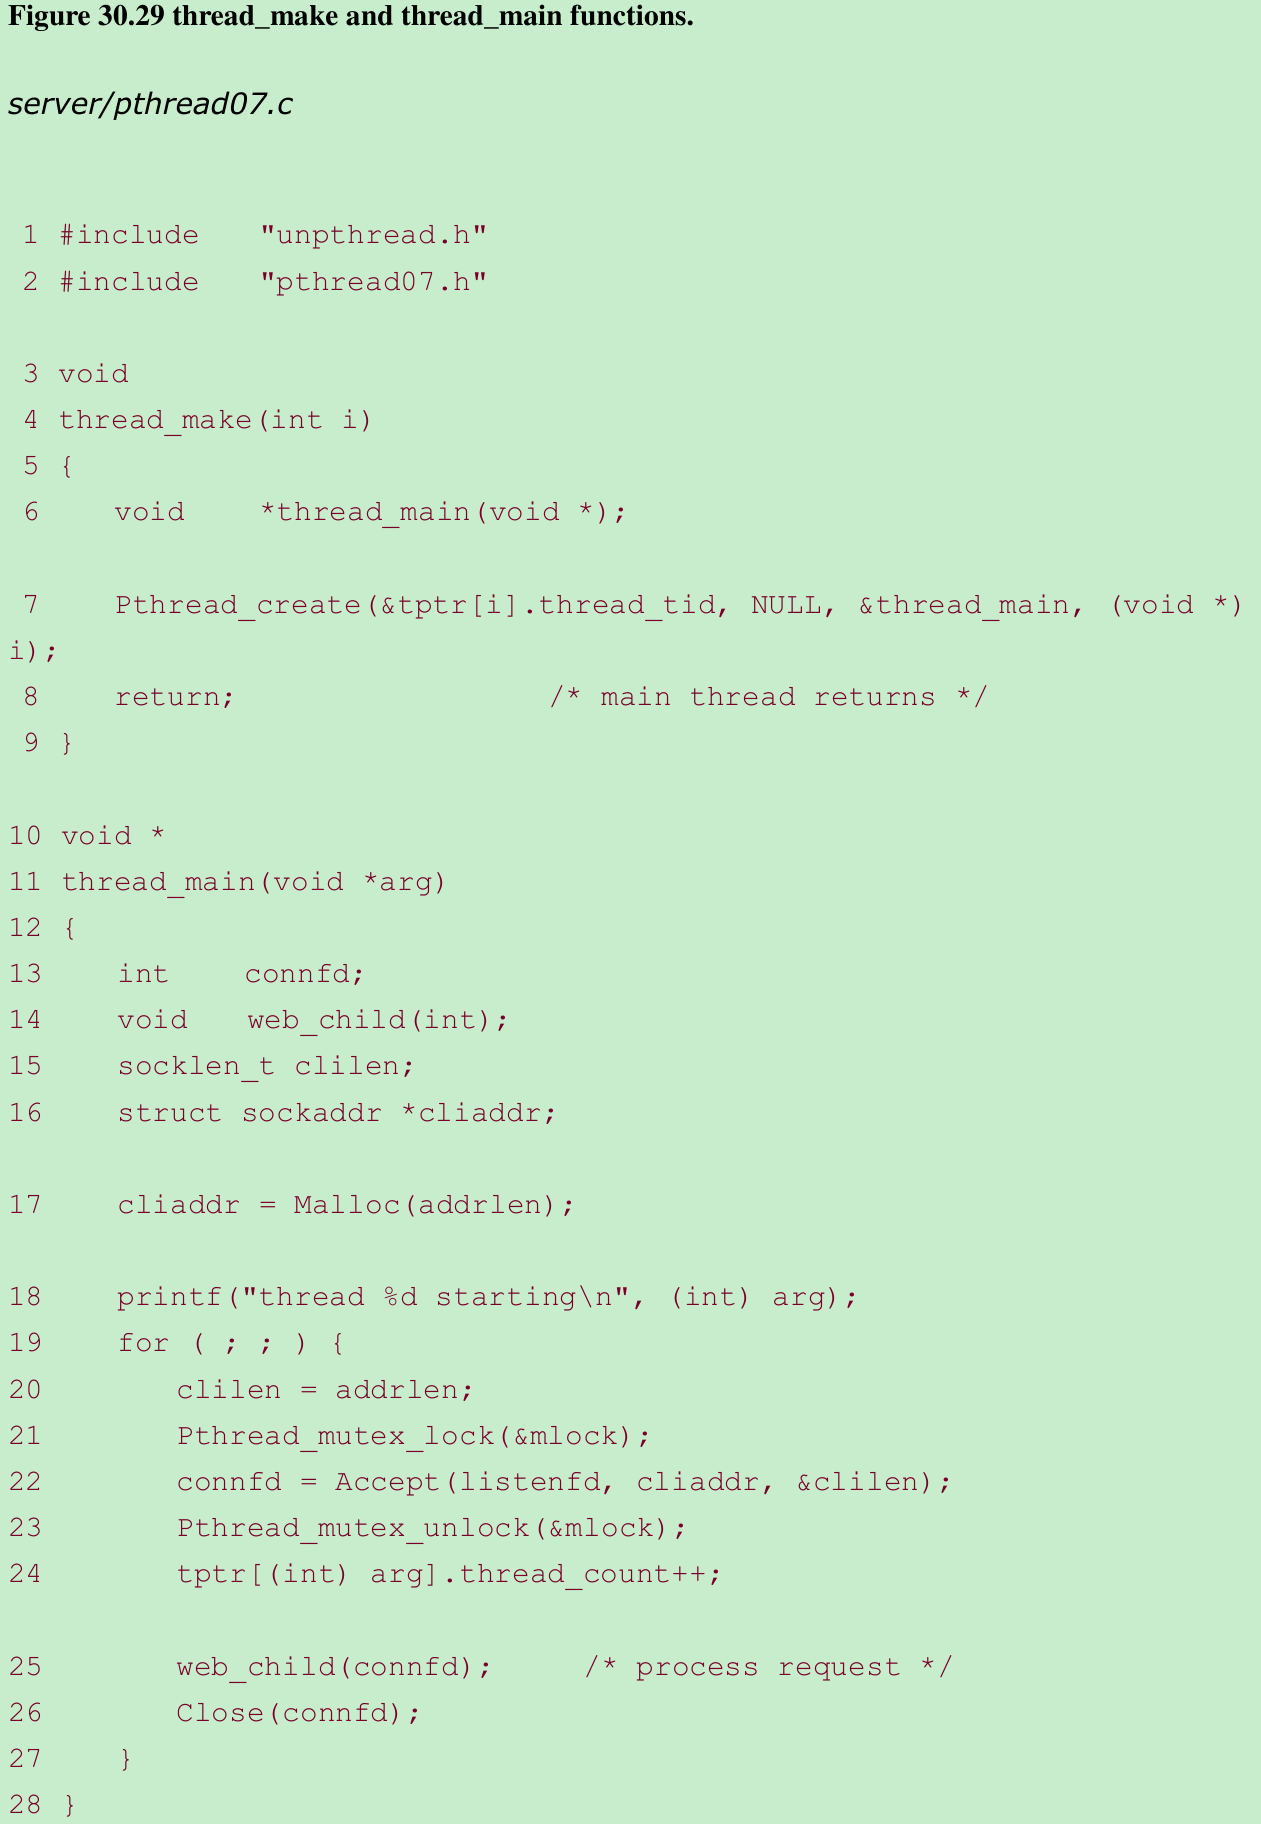 Figure 30.29 thread_make and thread_main functions.
server/pthread07.c
1 #include "unpthread.h"
2 #include "pthread07.h"
3 void
4 thread_make(int i)
5 {
6 void *thread_main(void *);
7 Pthread_create(&tptr[i].thread_tid, NULL, &thread_main, (void *)
i);
8 return; /* main thread returns */
9 }
10 void *
11 thread_main(void *arg)
12 {
13 int connfd;
14 void web_child(int);
15 socklen_t clilen;
16 struct sockaddr *cliaddr;
17 cliaddr = Malloc(addrlen);
18 printf("thread %d starting\n", (int) arg);
19 for ( ; ; ) {
20 clilen = addrlen;
21 Pthread_mutex_lock(&mlock);
22 connfd = Accept(listenfd, cliaddr, &clilen);
23 Pthread_mutex_unlock(&mlock);
24 tptr[(int) arg].thread_count++;
25 web_child(connfd); /* process request */
26 Close(connfd);
27 }
28 }